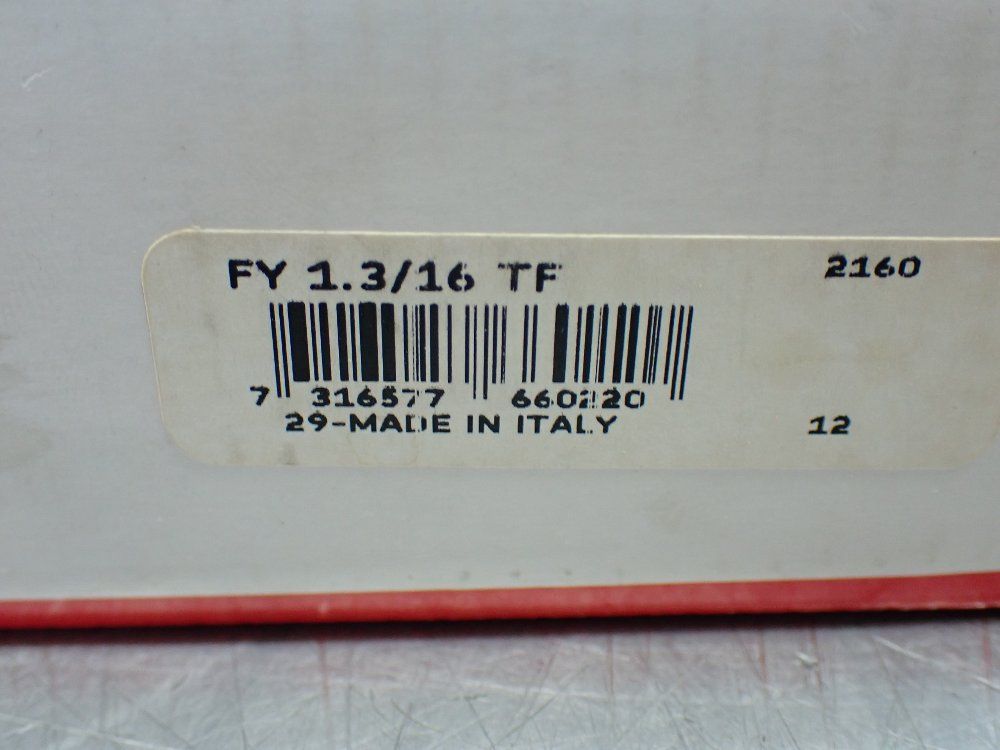 FY 1.3/16 TF 2160
7 316577 660220
29-MADE IN ITALY 12